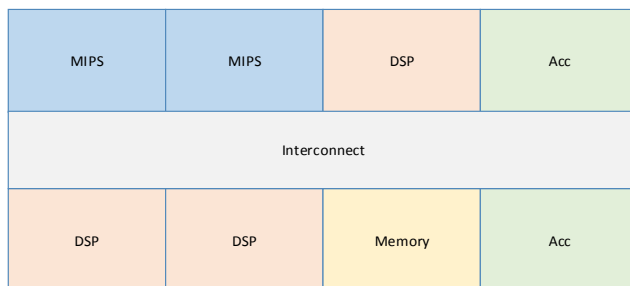 MIPS
MIPS
DSP
Acc
Interconnect
DSP
DSP
Memory
Acc